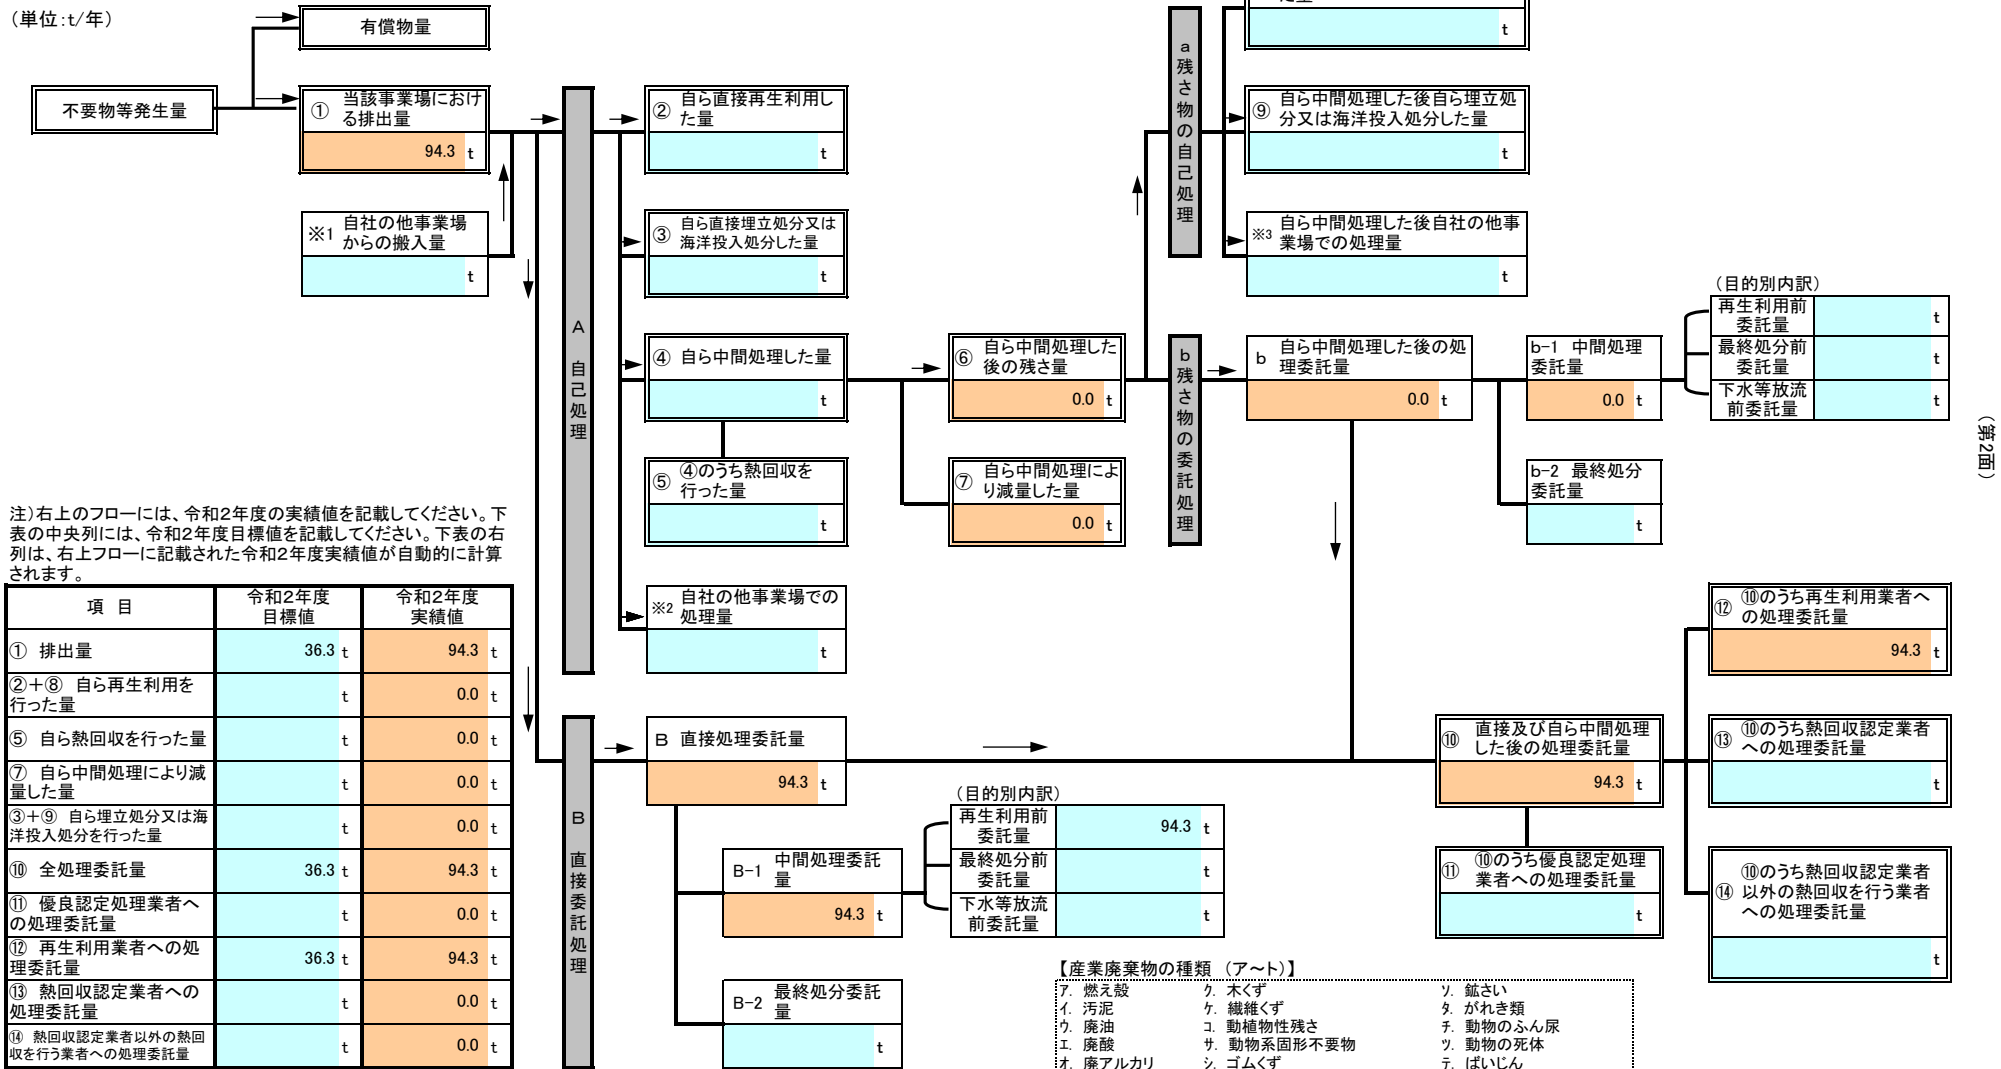 (単位:t/年)
有償物量
不要物等発生量
① 当該事業場におけ
る排出量
94.3 t
※1 自社の他事業場
からの搬入量
t
A 自己処理
② 自ら直接再生利用し
た量
t
③ 自ら直接埋立処分又は
海洋投入処分した量
t
④ 自ら中間処理した量
t
⑤ ④のうち熱回収を
行った量
t
※2 自社の他事業場での
処理量
t
⑥ 自ら中間処理した
後の残さ量
0.0 t
⑦ 自ら中間処理によ
り減量した量
0.0 t
a 残さ物の自己処理
t
⑨ 自ら中間処理した後自ら埋立処
分又は海洋投入処分した量
t
※3 自ら中間処理した後自社の他事
業場での処理量
t
b 残さ物の委託処理
b 自ら中間処理した後の処
理委託量
0.0 t
b-1 中間処理
委託量
0.0 t
b-2 最終処分
委託量
t
(目的別内訳)
再生利用前
委託量
t
最終処分前
委託量
t
下水等放流
前委託量
t
(第2面)
注)右上のフローには、令和2年度の実績値を記載してください。下
表の中央列には、令和2年度目標値を記載してください。下表の右
列は、右上フローに記載された令和2年度実績値が自動的に計算
されます。
項 目 令和2年度 目標値 令和2年度 実績値
① 排出量 36.3 t 94.3 t
②+⑧ 自ら再生利用を
行った量 t 0.0 t
⑤ 自ら熱回収を行った量 t 0.0 t
⑦ 自ら中間処理により減
量した量 t 0.0 t
③+⑨ 自ら埋立処分又は海
洋投入処分を行った量 t 0.0 t
⑩ 全処理委託量 36.3 t 94.3 t
⑪ 優良認定処理業者へ
の処理委託量 t 0.0 t
⑫ 再生利用業者への処
理委託量 36.3 t 94.3 t
⑬ 熱回収認定業者への
処理委託量 t 0.0 t
⑭ 熱回収認定業者以外の熱回
収を行う業者への処理委託量 t 0.0 t
B 直接委託処理
B 直接処理委託量
94.3 t
B-1 中間処理委託
量
94.3 t
B-2 最終処分委託
量
t
(目的別内訳)
再生利用前
委託量
94.3 t
最終処分前
委託量
t
下水等放流
前委託量
t
⑩ 直接及び自ら中間処理
した後の処理委託量
94.3 t
⑪ ⑩のうち優良認定処理
業者への処理委託量
t
⑫ ⑩のうち再生利用業者へ
の処理委託量
94.3 t
⑬ ⑩のうち熱回収認定業者
への処理委託量
t
⑭ ⑩のうち熱回収認定業者
以外の熱回収を行う業者
への処理委託量
t
【産業廃棄物の種類 (ア~ト)】
ア. 燃え殻 ク. 木くず ソ. 鉱さい
イ. 汚泥 ケ. 繊維くず タ. がれき類
ウ. 廃油 コ. 動植物性残さ チ. 動物のふん尿
エ. 廃酸 サ. 動物系固形不要物 ツ. 動物の死体
オ. 廃アルカリ シ. ゴムくず テ. ばいじん